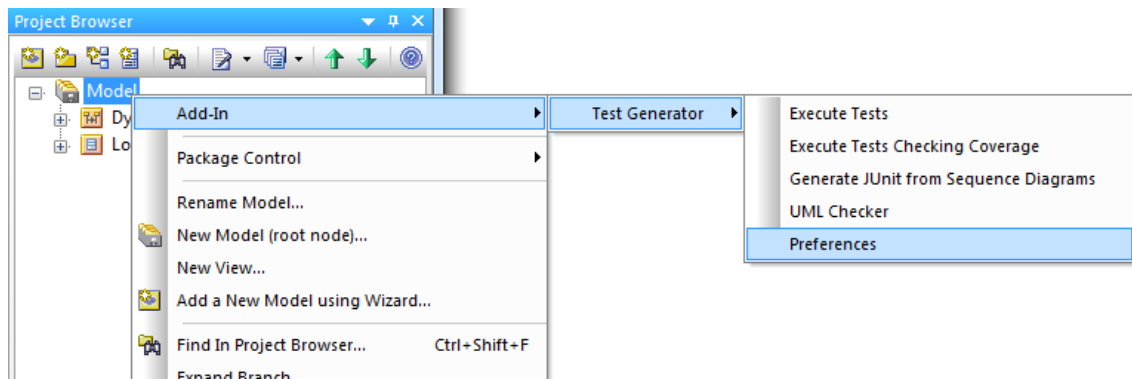 Project Browser
Model
Dy
Lo
Add-In
Package Control
Rename Model...
New Model (root node)...
New View...
Add a New Model using Wizard...
Find In Project Browser... Ctrl+Shift+F
Expand Branch
Test Generator
Execute Tests
Execute Tests Checking Coverage
Generate JUnit from Sequence Diagrams
UML Checker
Preferences